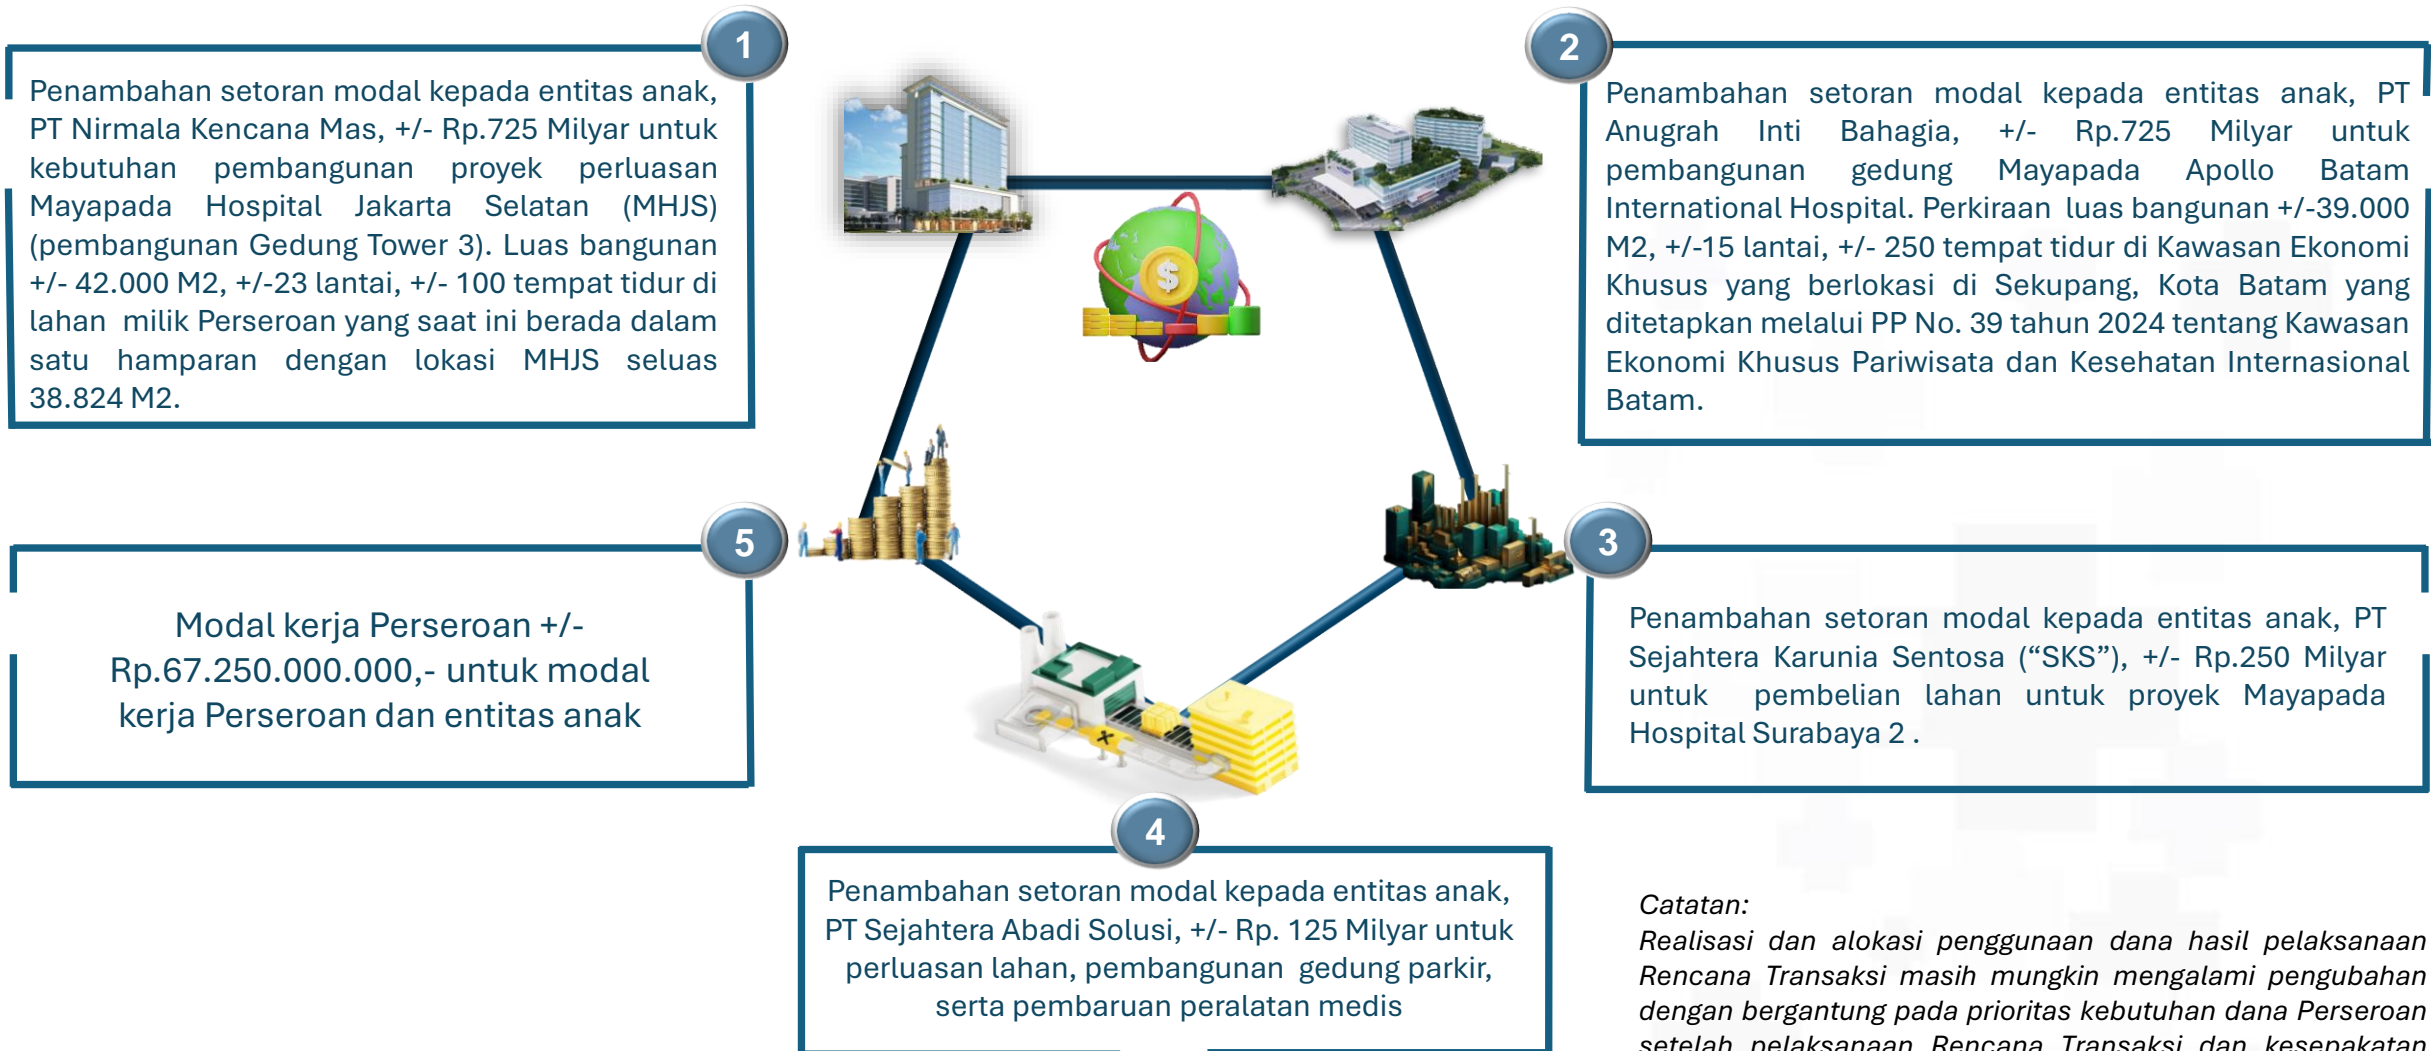 1
Penambahan setoran modal kepada entitas anak,
PT Nirmala Kencana Mas, +/- Rp.725 Milyar untuk
kebutuhan pembangunan proyek perluasan
Mayapada Hospital Jakarta Selatan (MHJS)
(pembangunan Gedung Tower 3). Luas bangunan
+/- 42.000 M2, +/-23 lantai, +/- 100 tempat tidur di
lahan milik Perseroan yang saat ini berada dalam
satu hamparan dengan lokasi MHJS seluas
38.824 M2.
2
Penambahan setoran modal kepada entitas anak, PT
Anugrah Inti Bahagia, +/- Rp.725 Milyar untuk
pembangunan gedung Mayapada Apollo Batam
International Hospital. Perkiraan luas bangunan +/-39.000
M2, +/-15 lantai, +/- 250 tempat tidur di Kawasan Ekonomi
Khusus yang berlokasi di Sekupang, Kota Batam yang
ditetapkan melalui PP No. 39 tahun 2024 tentang Kawasan
Ekonomi Khusus Pariwisata dan Kesehatan Internasional
Batam.
$
3
Penambahan setoran modal kepada entitas anak, PT
Sejahtera Karunia Sentosa (“SKS”), +/- Rp.250 Milyar
untuk pembelian lahan untuk proyek Mayapada
Hospital Surabaya 2 .
4
Penambahan setoran modal kepada entitas anak,
PT Sejahtera Abadi Solusi, +/- Rp. 125 Milyar untuk
perluasan lahan, pembangunan gedung parkir,
serta pembaruan peralatan medis
5
Modal kerja Perseroan +/-
Rp.67.250.000.000,- untuk modal
kerja Perseroan dan entitas anak
Catatan:
Realisasi dan alokasi penggunaan dana hasil pelaksanaan
Rencana Transaksi masih mungkin mengalami pengubahan
dengan bergantung pada prioritas kebutuhan dana Perseroan
setelah pelaksanaan Rencana Transaksi dan kesepakatan